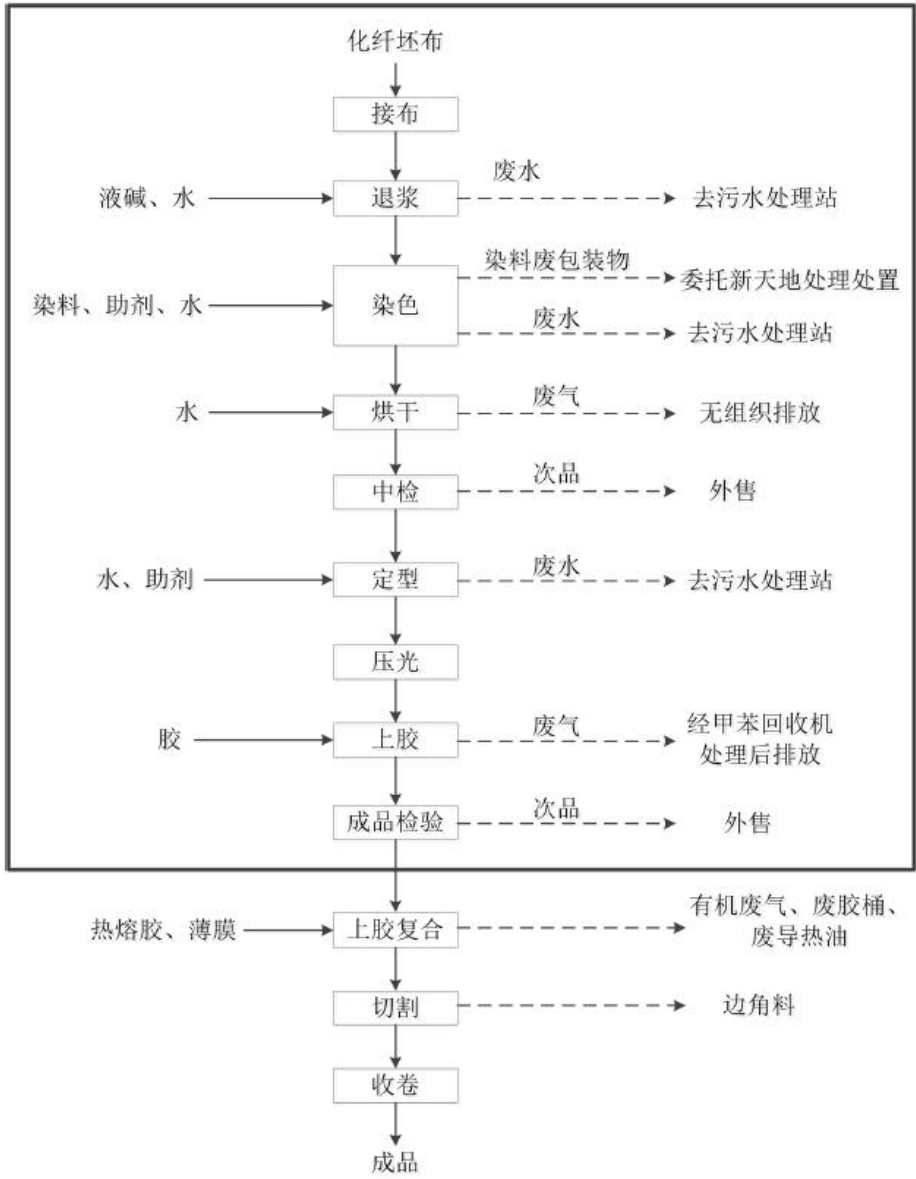 化纤坯布
接布
废水
液碱、水
退浆
去污水处理站
染料废包装物
委托新天地处理处置
染料、助剂、水
染色
废水
去污水处理站
废气
水
烘干
无组织排放
次品
中检
外售
废水
水、助剂
定型
去污水处理站
压光
废气
胶
上胶
经甲苯回收机
处理后排放
次品
成品检验
外售
热熔胶、薄膜
上胶复合
有机废气、废胶桶、
废导热油
切割
边角料
收卷
成品